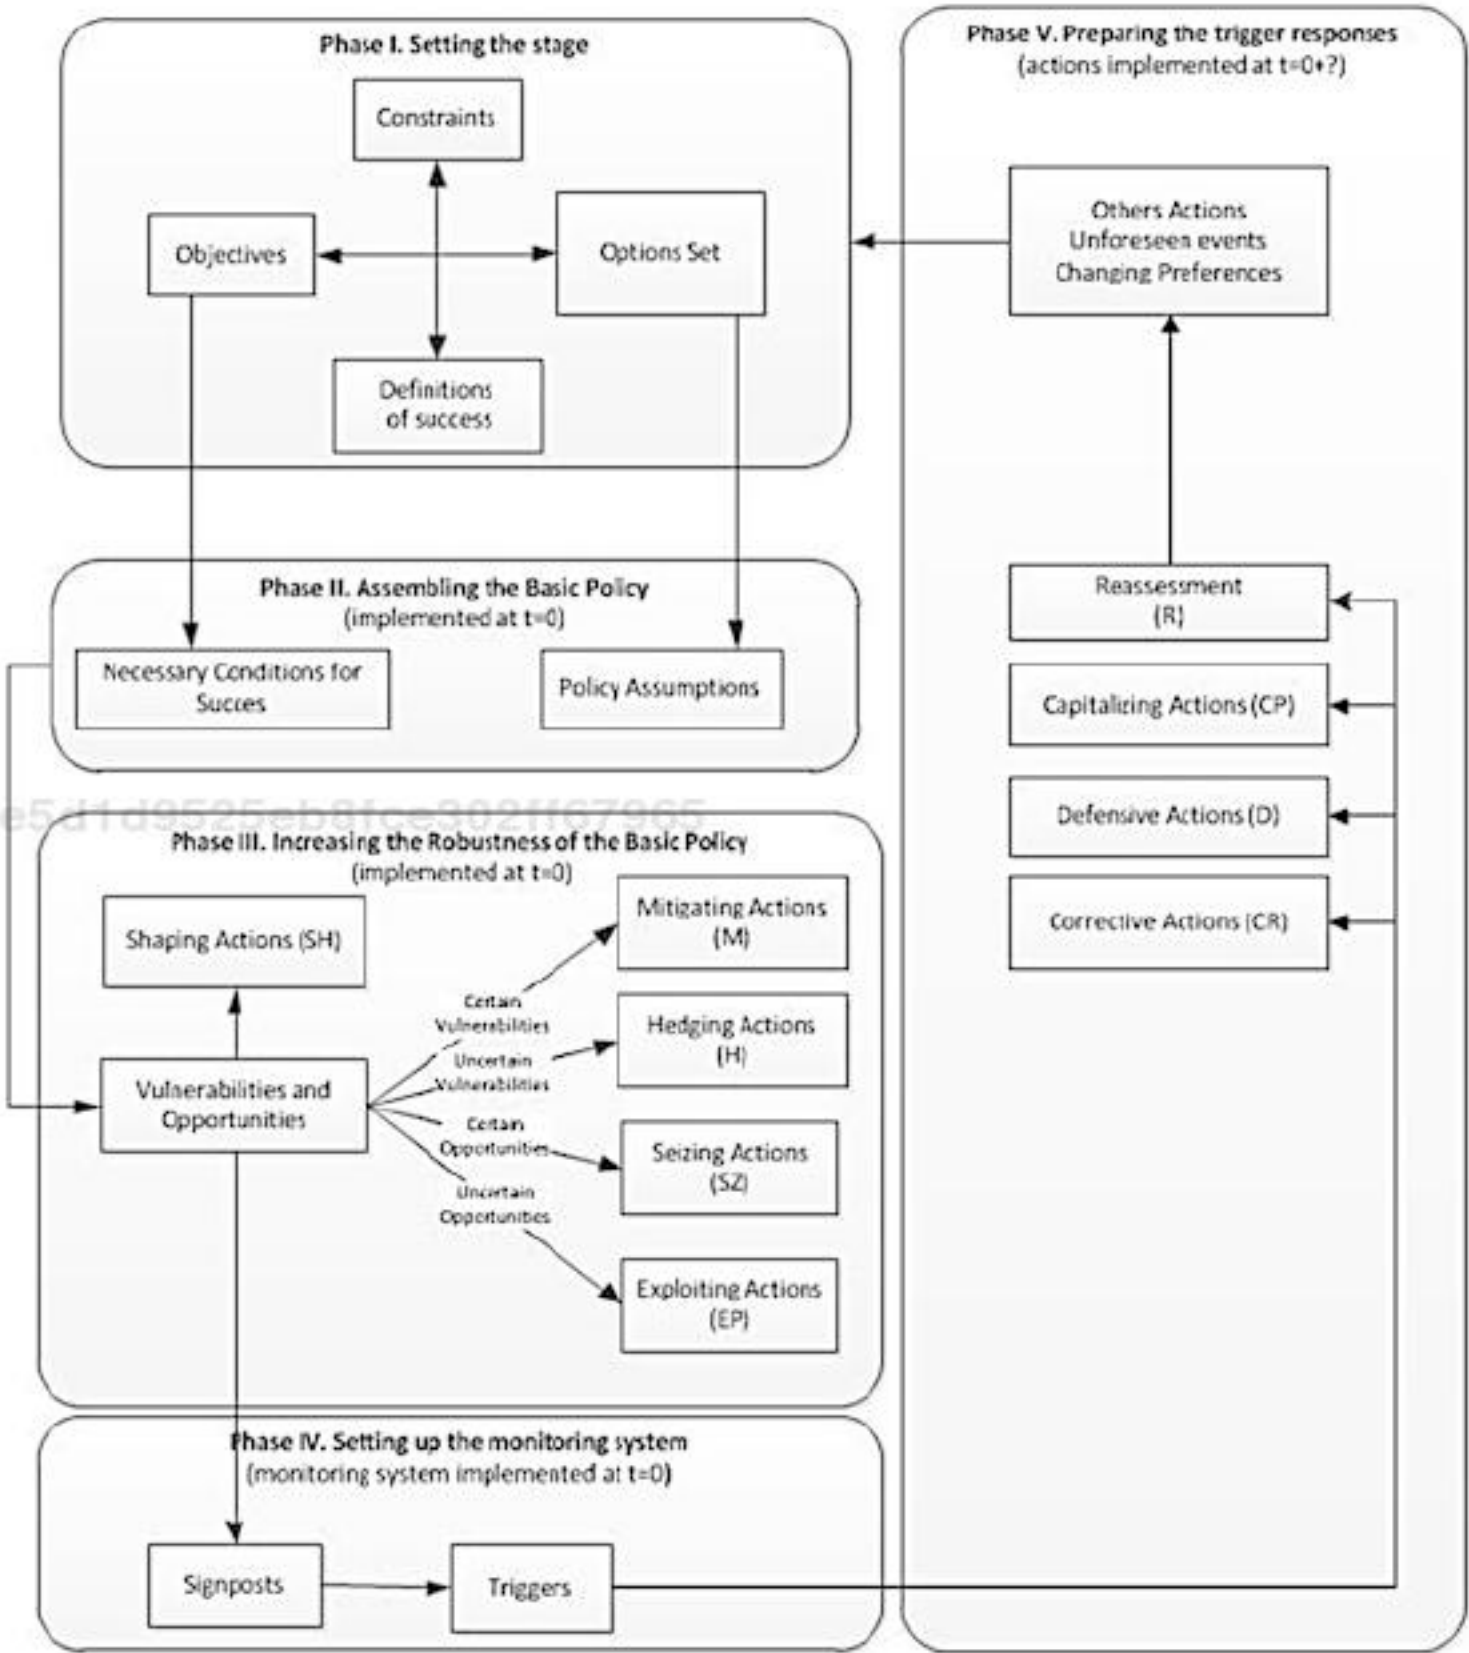 Phase I. Setting the stage
Constraints
Objectives
Options Set
Definitions
of success
Phase II. Assembling the Basic Policy
(implemented at t=0)
Necessary Conditions for
Succes
Policy Assumptions
e5d1d9525eb8fce302ff67965
Phase III. Increasing the Robustness of the Basic Policy
(implemented at t=0)
Shaping Actions (SH)
Mitigating Actions
(M)
Certain
Vulnerabilities
Hedging Actions
(H)
Uncertain
Vulnerabilities
Vulnerabilities and
Opportunities
Certain
Opportunities
Seizing Actions
(SZ)
Uncertain
Opportunities
Exploiting Actions
(EP)
Phase IV. Setting up the monitoring system
(monitoring system implemented at t=0)
Signposts
Triggers
Phase V. Preparing the trigger responses
(actions implemented at t=0+?)
Others Actions
Unforeseen events
Changing Preferences
Reassessment
(R)
Capitalizing Actions (CP)
Defensive Actions (D)
Corrective Actions (CR)